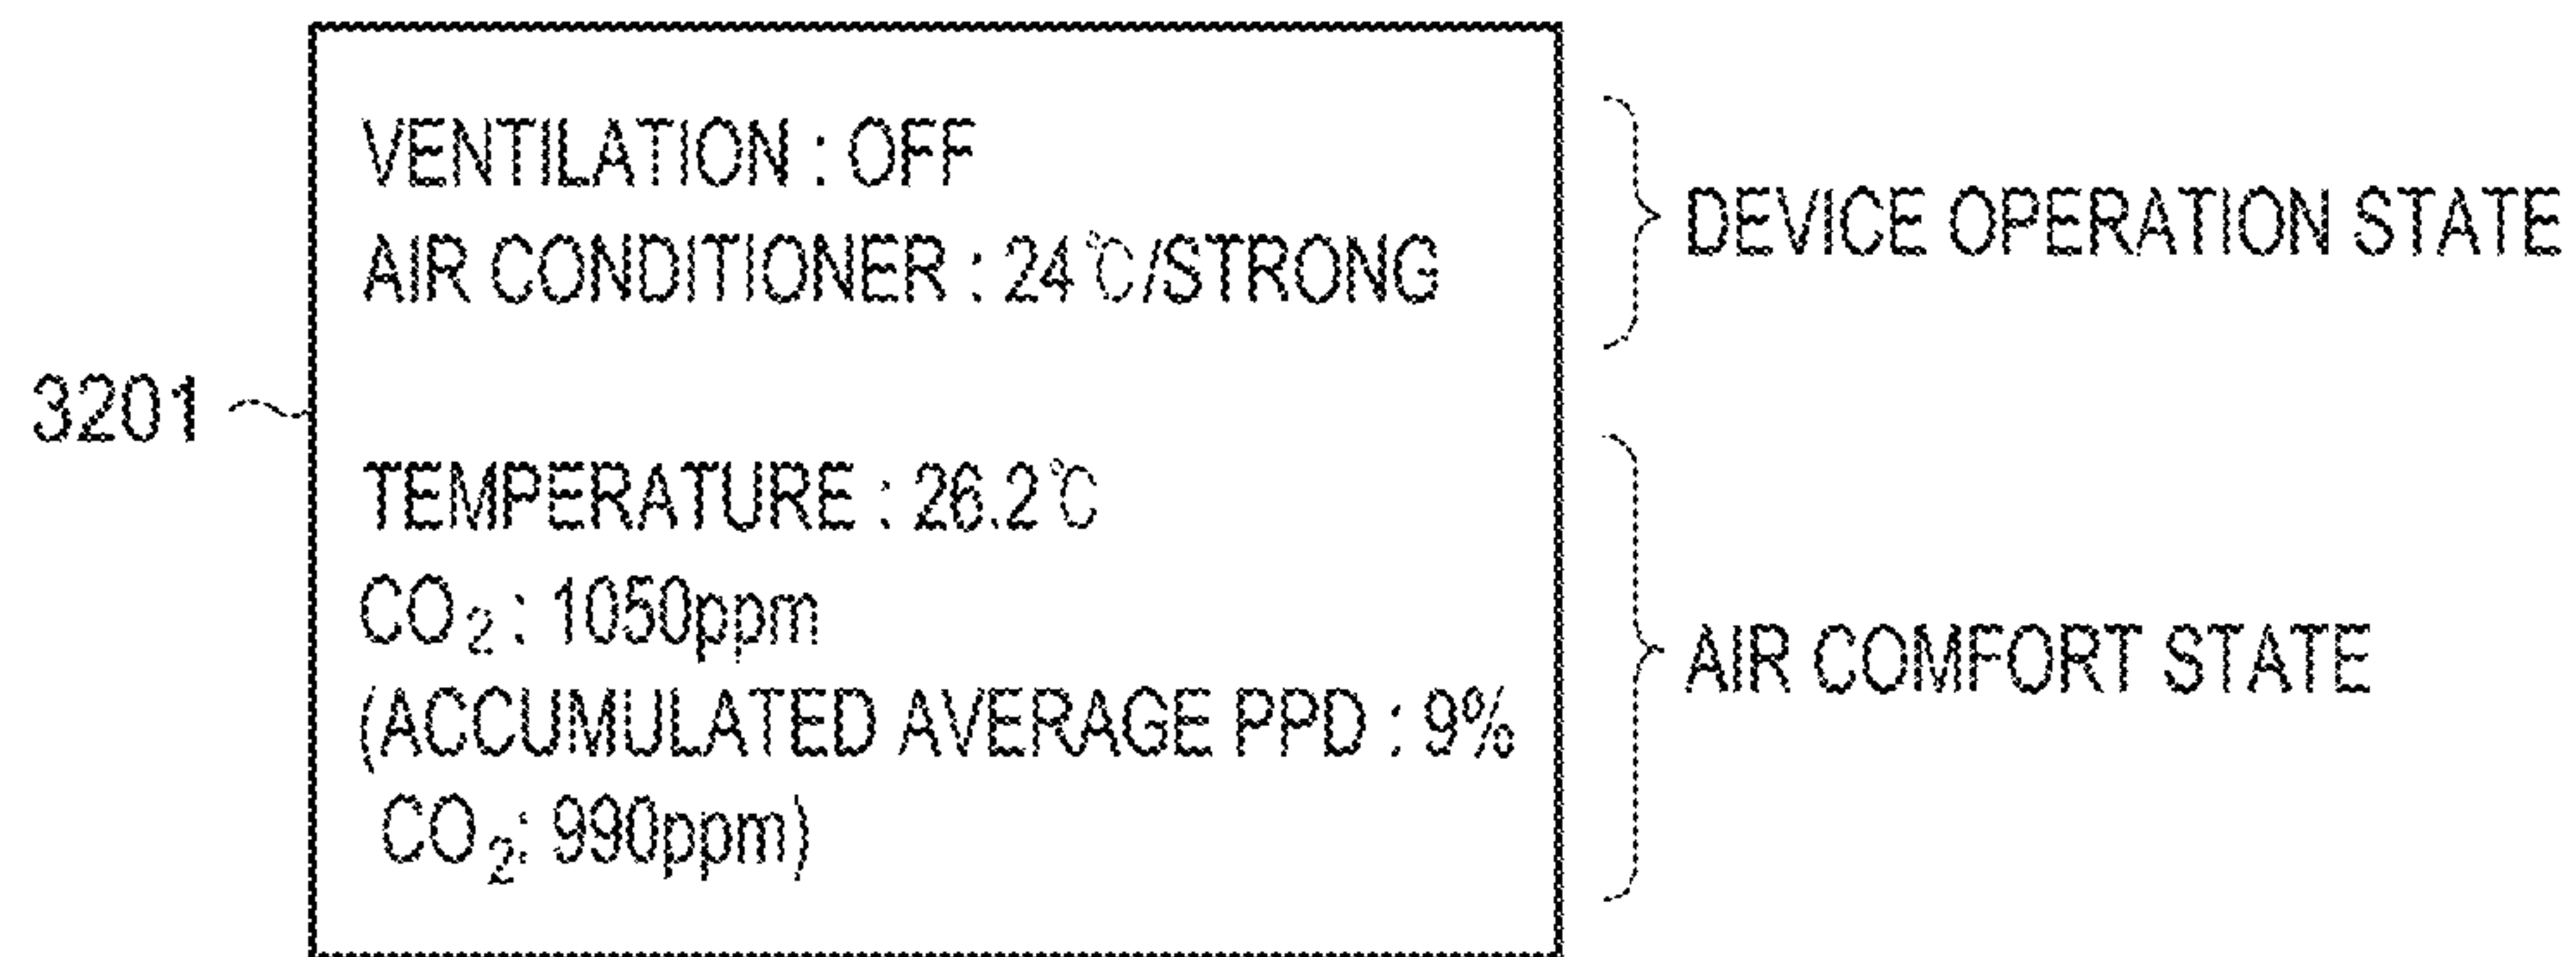 VENTILATION : OFF
AIR CONDITIONER : 24℃/STRONG
DEVICE OPERATION STATE
3201
TEMPERATURE : 26.2℃
CO₂ : 1050ppm
(ACCUMULATED AVERAGE PPD : 9%
CO₂: 990ppm)
AIR COMFORT STATE